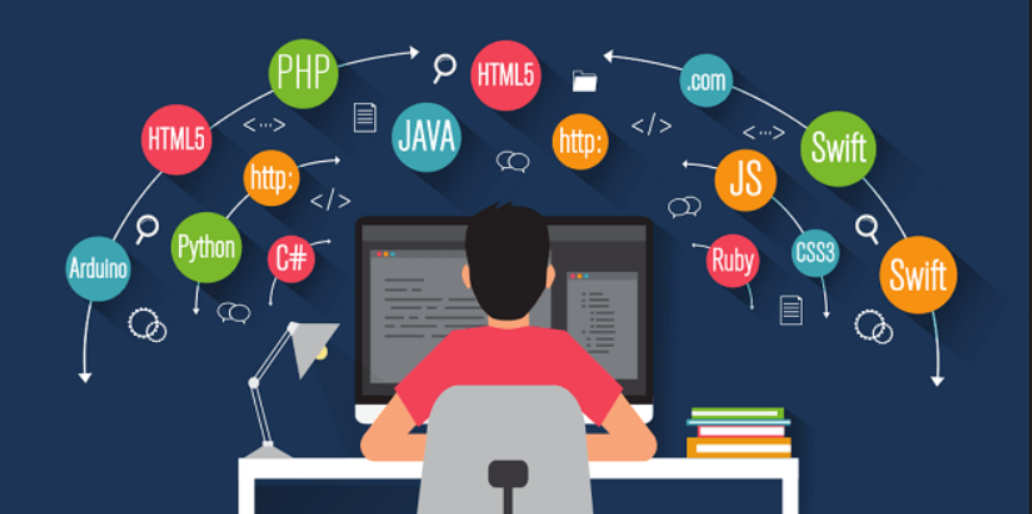 PHP
HTML5
.com
HTML5
JAVA
http:
Swift
http:
JS
Arduino
Python
C#
Ruby
CSS3
Swift
<...>
</>
<...>
</>